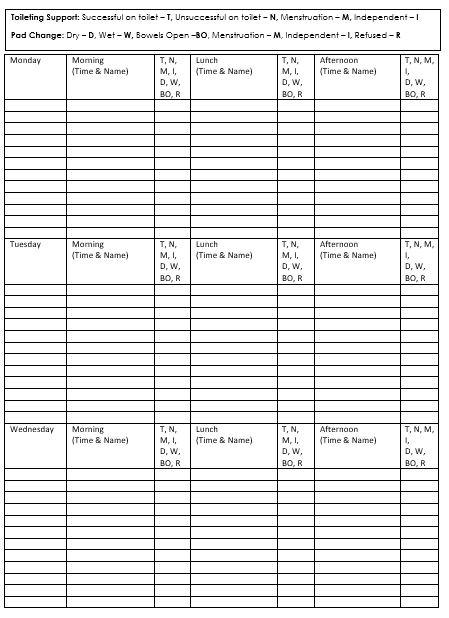 Toileting Support: Successful on toilet – T, Unsuccessful on toilet – N, Menstruation – M, Independent – I
Pad Change: Dry – D, Wet – W, Bowels Open –BO, Menstruation – M, Independent – I, Refused – R
Monday Morning T, N, Lunch T, N, Afternoon T, N, M,
(Time & Name) M, I, (Time & Name) M, I, (Time & Name) I,
D, W, D, W, D, W,
BO, R BO, R BO, R
Tuesday Morning T, N, Lunch T, N, Afternoon T, N, M,
(Time & Name) M, I, (Time & Name) M, I, (Time & Name) I,
D, W, D, W, D, W,
BO, R BO, R BO, R
Wednesday Morning T, N, Lunch T, N, Afternoon T, N, M,
(Time & Name) M, I, (Time & Name) M, I, (Time & Name) I,
D, W, D, W, D, W,
BO, R BO, R BO, R